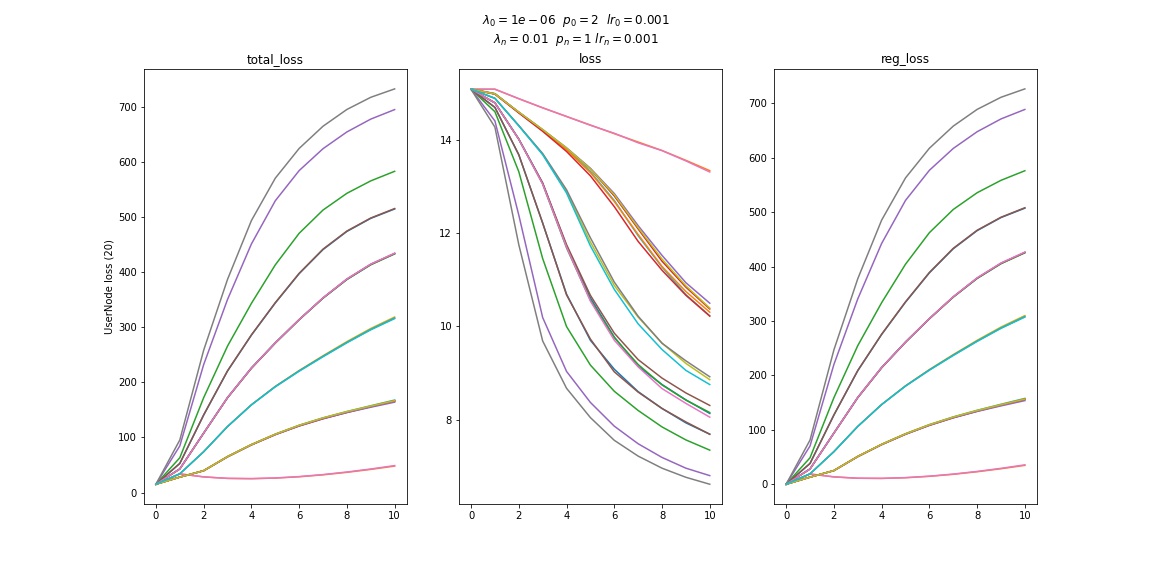 λ₀ = 1e − 06 p₀ = 2 lr₀ = 0.001
λₙ = 0.01 pₙ = 1 lrₙ = 0.001
total_loss
loss
reg_loss
UserNode loss (20)
700
600
500
400
300
200
100
0
0 2 4 6 8 10
14
12
10
8
0 2 4 6 8 10
700
600
500
400
300
200
100
0
0 2 4 6 8 10